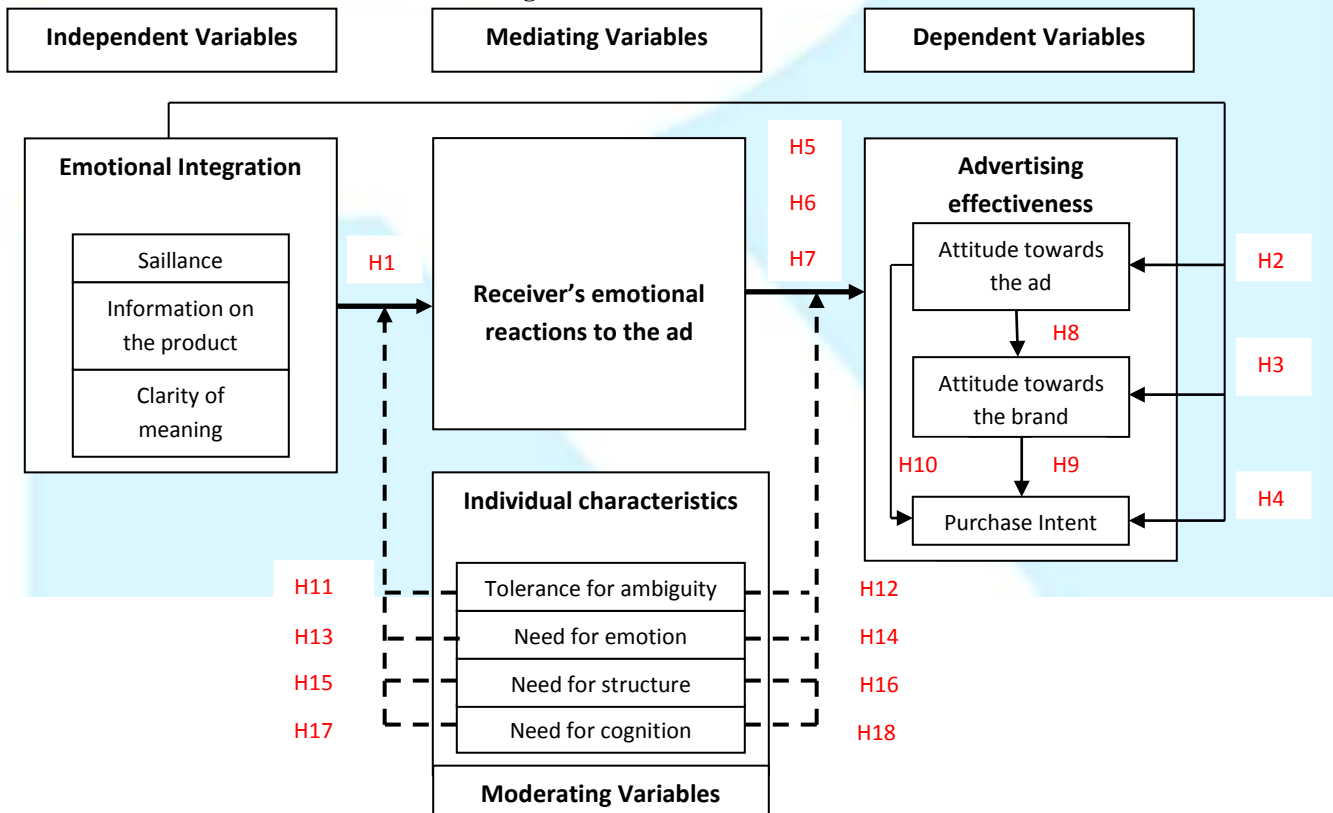 Independent Variables
Mediating Variables
Dependent Variables
Emotional Integration
Saillance
Information on
the product
Clarity of
meaning
H1
Receiver's emotional
reactions to the ad
H5
H6
H7
Advertising
effectiveness
Attitude towards
the ad
H8
Attitude towards
the brand
H10
H9
Purchase Intent
H2
H3
H4
Individual characteristics
H11
Tolerance for ambiguity
H12
H13
Need for emotion
H14
H15
Need for structure
H16
H17
Need for cognition
H18
Moderating Variables